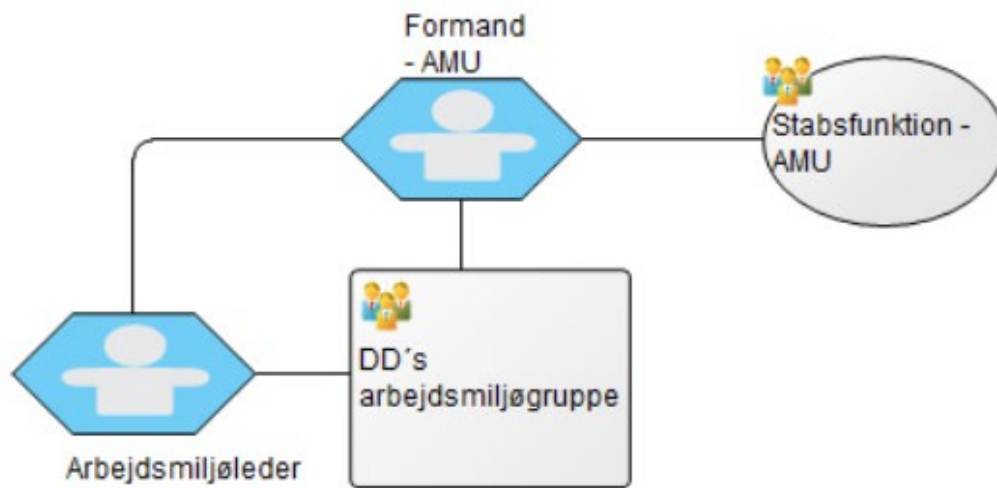 Formand
- AMU
Stabsfunktion -
AMU
DD´s
arbejdsmiljøgruppe
Arbejdsmiljøleder